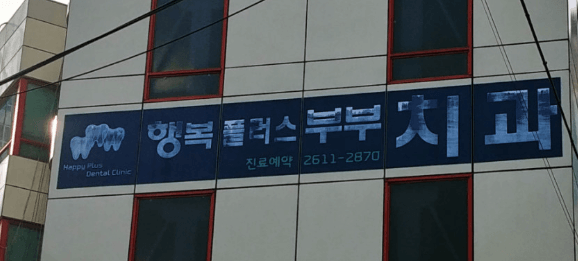 행복플러스부부치과
Happy Plus
Dental Clinic
진료예약 2611-2870